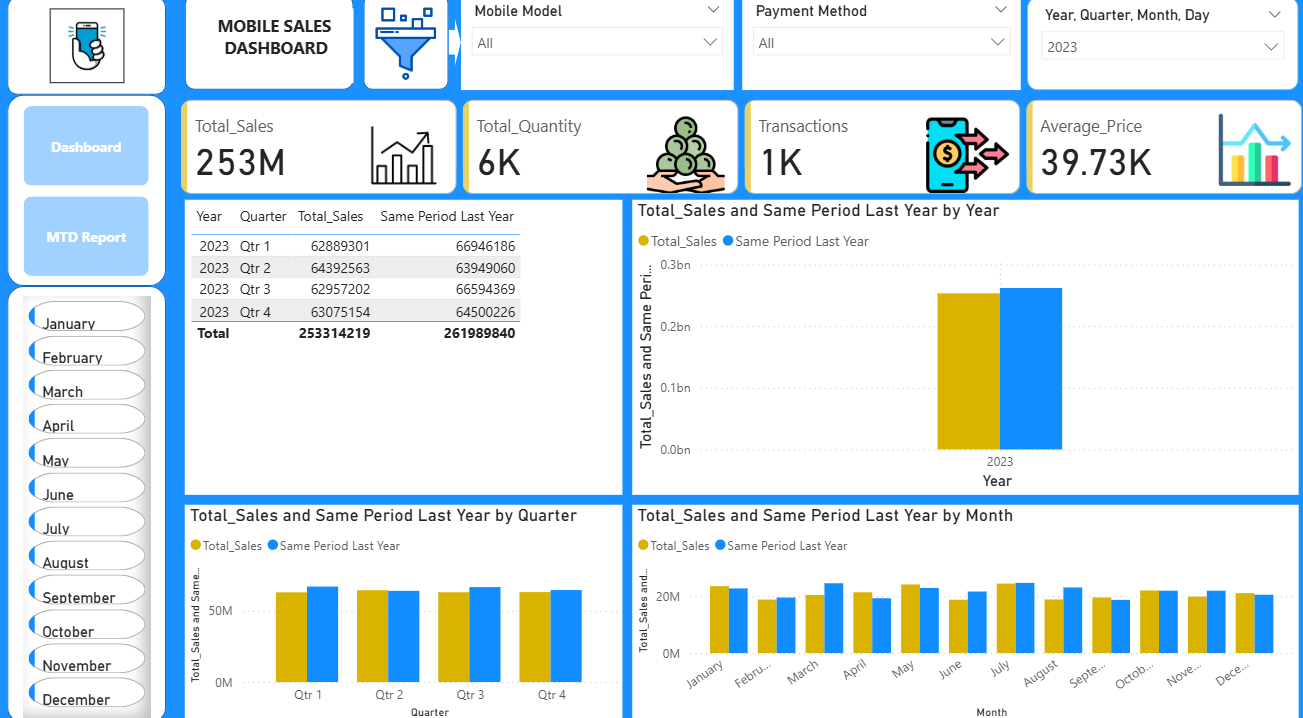 MOBILE SALES
DASHBOARD
Mobile Model
All
Payment Method
All
Year, Quarter, Month, Day
2023
Dashboard
MTD Report
January
February
March
April
May
June
July
August
September
October
November
December
Total_Sales
253M
Total_Quantity
6K
Transactions
1K
Average_Price
39.73K
Year Quarter Total_Sales Same Period Last Year
2023 Qtr 1 62889301 66946186
2023 Qtr 2 64392563 63949060
2023 Qtr 3 62957202 66594369
2023 Qtr 4 63075154 64500226
Total 253314219 261989840
Total_Sales and Same Period Last Year by Year
Total_Sales Same Period Last Year
Total_Sales and Same Peri...
0.3bn
0.2bn
0.1bn
0.0bn
2023
Year
Total_Sales and Same Period Last Year by Quarter
Total_Sales Same Period Last Year
Total_Sales and Same...
50M
0M
Qtr 1 Qtr 2 Qtr 3 Qtr 4
Quarter
Total_Sales and Same Period Last Year by Month
Total_Sales Same Period Last Year
Total_Sales and...
20M
0M
January Febru... March April May June July August Septe... Octob... Nove... Dece...
Month